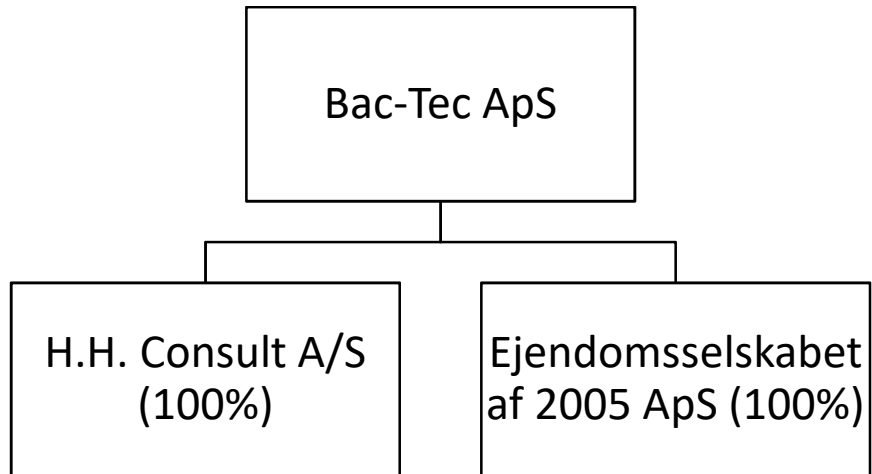 Bac-Tec ApS
H.H. Consult A/S
(100%)
Ejendomsselskabet
af 2005 ApS (100%)